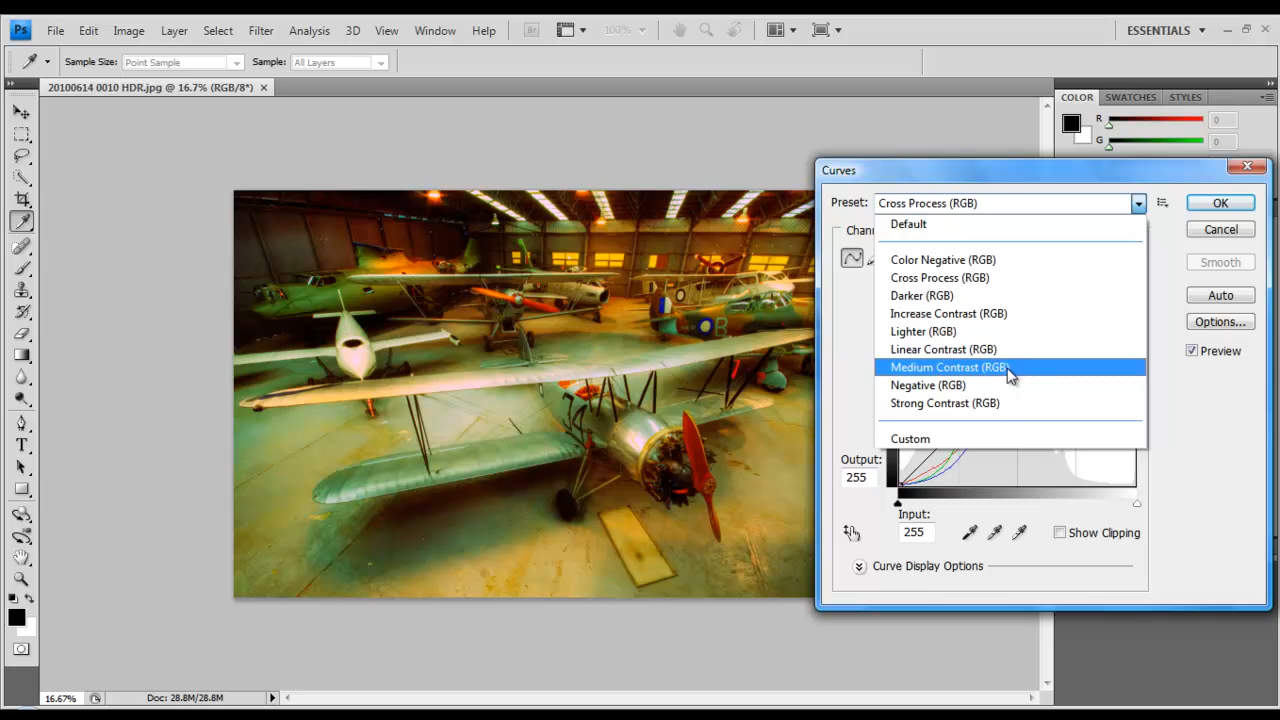 Ps File Edit Image Layer Select Filter Analysis 3D View Window Help Br 100% ESSENTIALS
Sample Size: Point Sample Sample: All Layers
20100614 0010 HDR.jpg @ 16.7% (RGB/8*)
COLOR SWATCHES STYLES
R 0
G 0
Curves
Preset: Cross Process (RGB) OK
Default
Chann
Cancel
Color Negative (RGB) Smooth
Cross Process (RGB)
Darker (RGB) Auto
Increase Contrast (RGB) Options...
Lighter (RGB)
Linear Contrast (RGB) Preview
Medium Contrast (RGB)
Negative (RGB)
Strong Contrast (RGB)
Custom
Output:
255
Input:
255 Show Clipping
Curve Display Options
B
T
16.67% Doc: 28.8M/28.8M